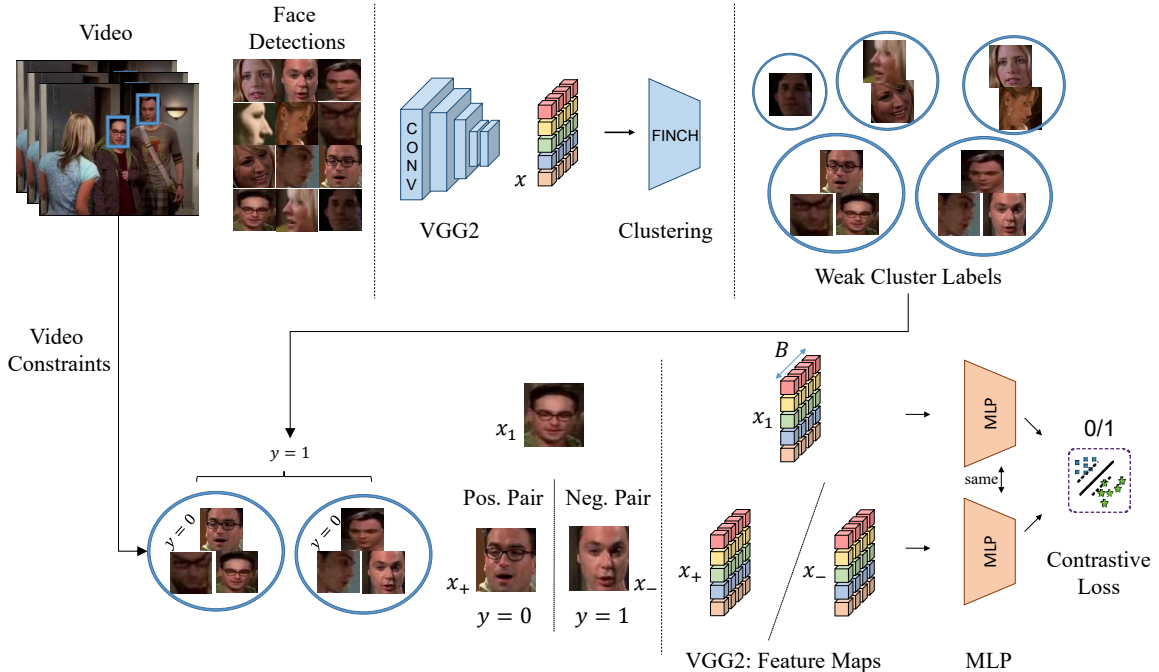 Video
Face
Detections
CONV
VGG2
x
FINCH
Clustering
Weak Cluster Labels
Video
Constraints
y = 1
y = 0
y = 0
x₁
Pos. Pair
Neg. Pair
x₊
x₋
y = 0
y = 1
B
x₁
x₊
x₋
VGG2: Feature Maps
MLP
same
MLP
MLP
0/1
Contrastive
Loss